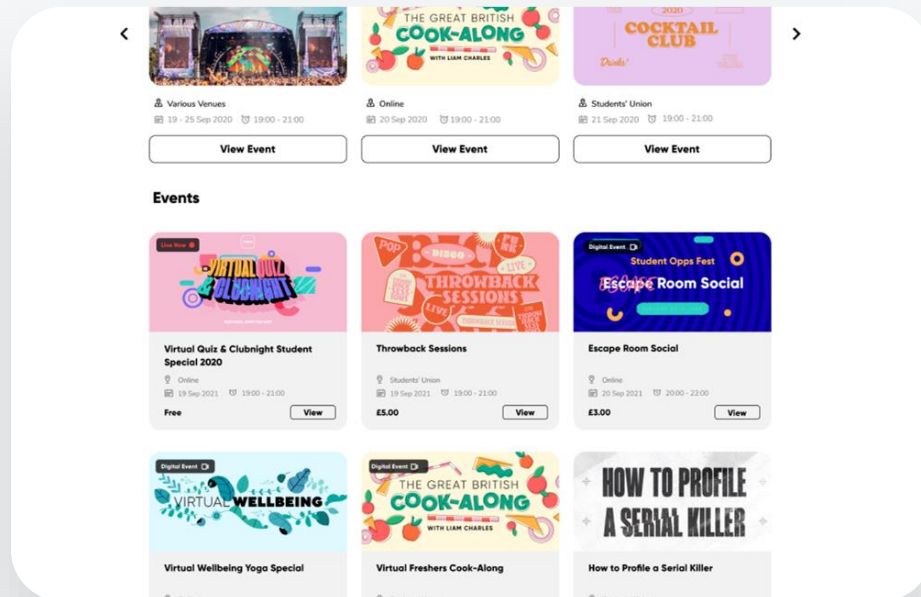 THE GREAT BRITISH
COOK-ALONG
WITH LIAM CHARLES
2020
COCKTAIL
CLUB
Drinks!
Various Venues
19 - 25 Sep 2020 19:00 - 21:00
View Event
Online
20 Sep 2020 19:00 - 21:00
View Event
Students' Union
21 Sep 2020 19:00 - 21:00
View Event
Events
Live Now
VIRTUAL QUIZ
& CLUBNIGHT
Virtual Quiz & Clubnight Student
Special 2020
Online
19 Sep 2021 19:00 - 21:00
Free
View
POP
DISCO
LIVE
THROWBACK
SESSIONS
LIVE
THROWBACK SESSIONS
Throwback Sessions
Students' Union
19 Sep 2021 19:00 - 21:00
£5.00
View
Digital Event
Student Opps Fest
Escape Room Social
Escape Room Social
Online
20 Sep 2021 20:00 - 22:00
£3.00
View
Digital Event
VIRTUAL WELLBEING
Virtual Wellbeing Yoga Special
Digital Event
THE GREAT BRITISH
COOK-ALONG
WITH LIAM CHARLES
Virtual Freshers Cook-Along
HOW TO PROFILE
A SERIAL KILLER
How to Profile a Serial Killer